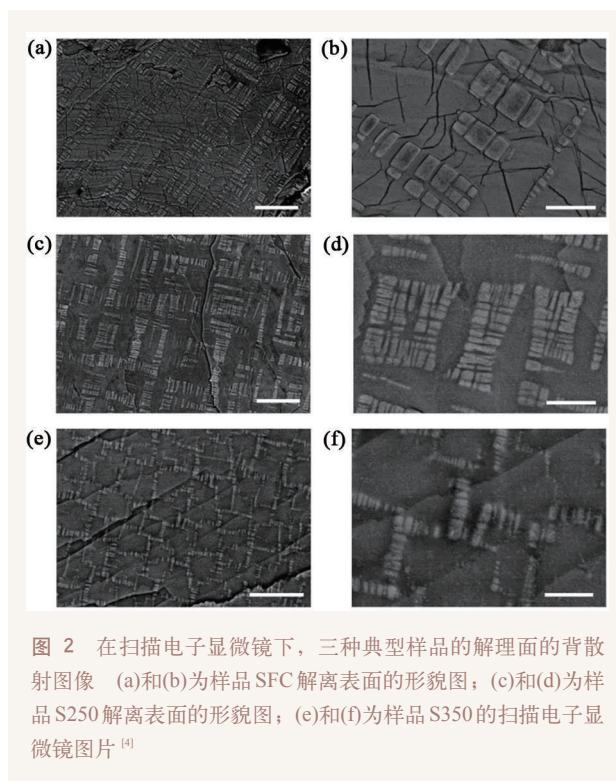 (a)
(b)
(c)
(d)
(e)
(f)
图 2 在扫描电子显微镜下，三种典型样品的解理面的背散
射图像 (a)和(b)为样品SFC解离表面的形貌图；(c)和(d)为样
品S250解离表面的形貌图；(e)和(f)为样品S350的扫描电子显
微镜图片 [4]